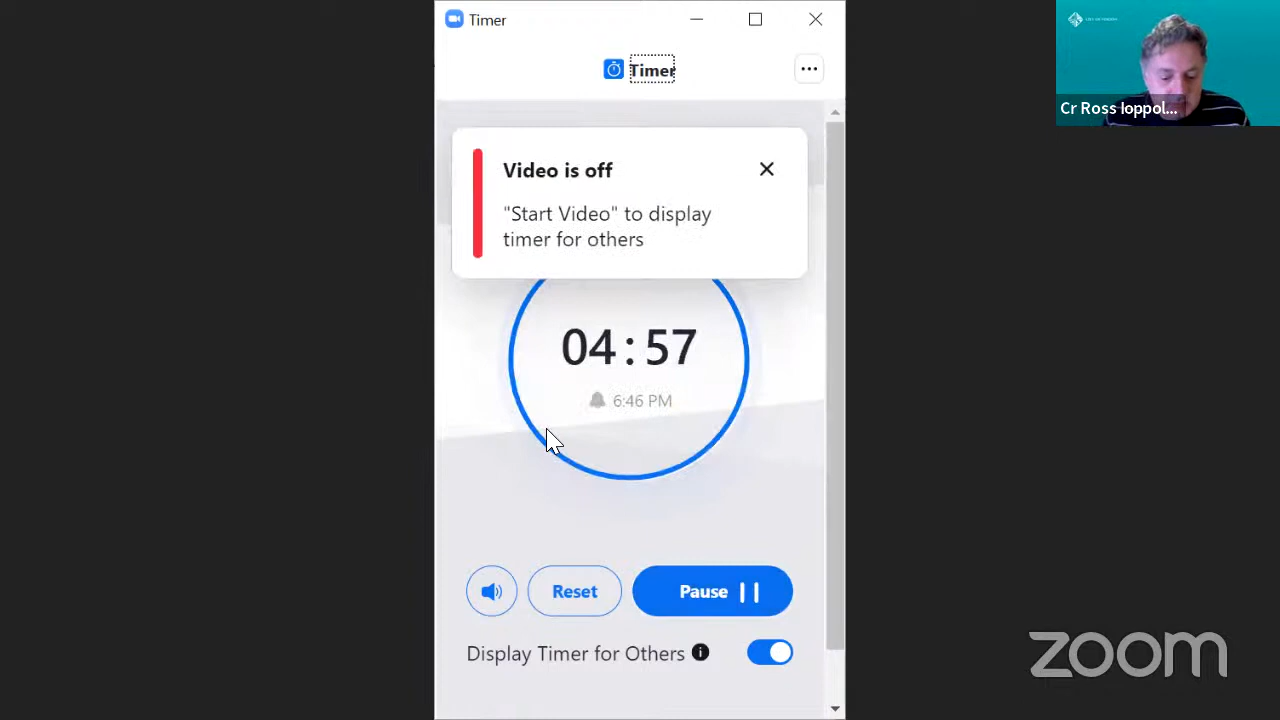 Timer
Timer
Video is off
"Start Video" to display
timer for others
04:57
6:46 PM
Reset
Pause
Display Timer for Others
Cr Ross Ioppol...
zoom